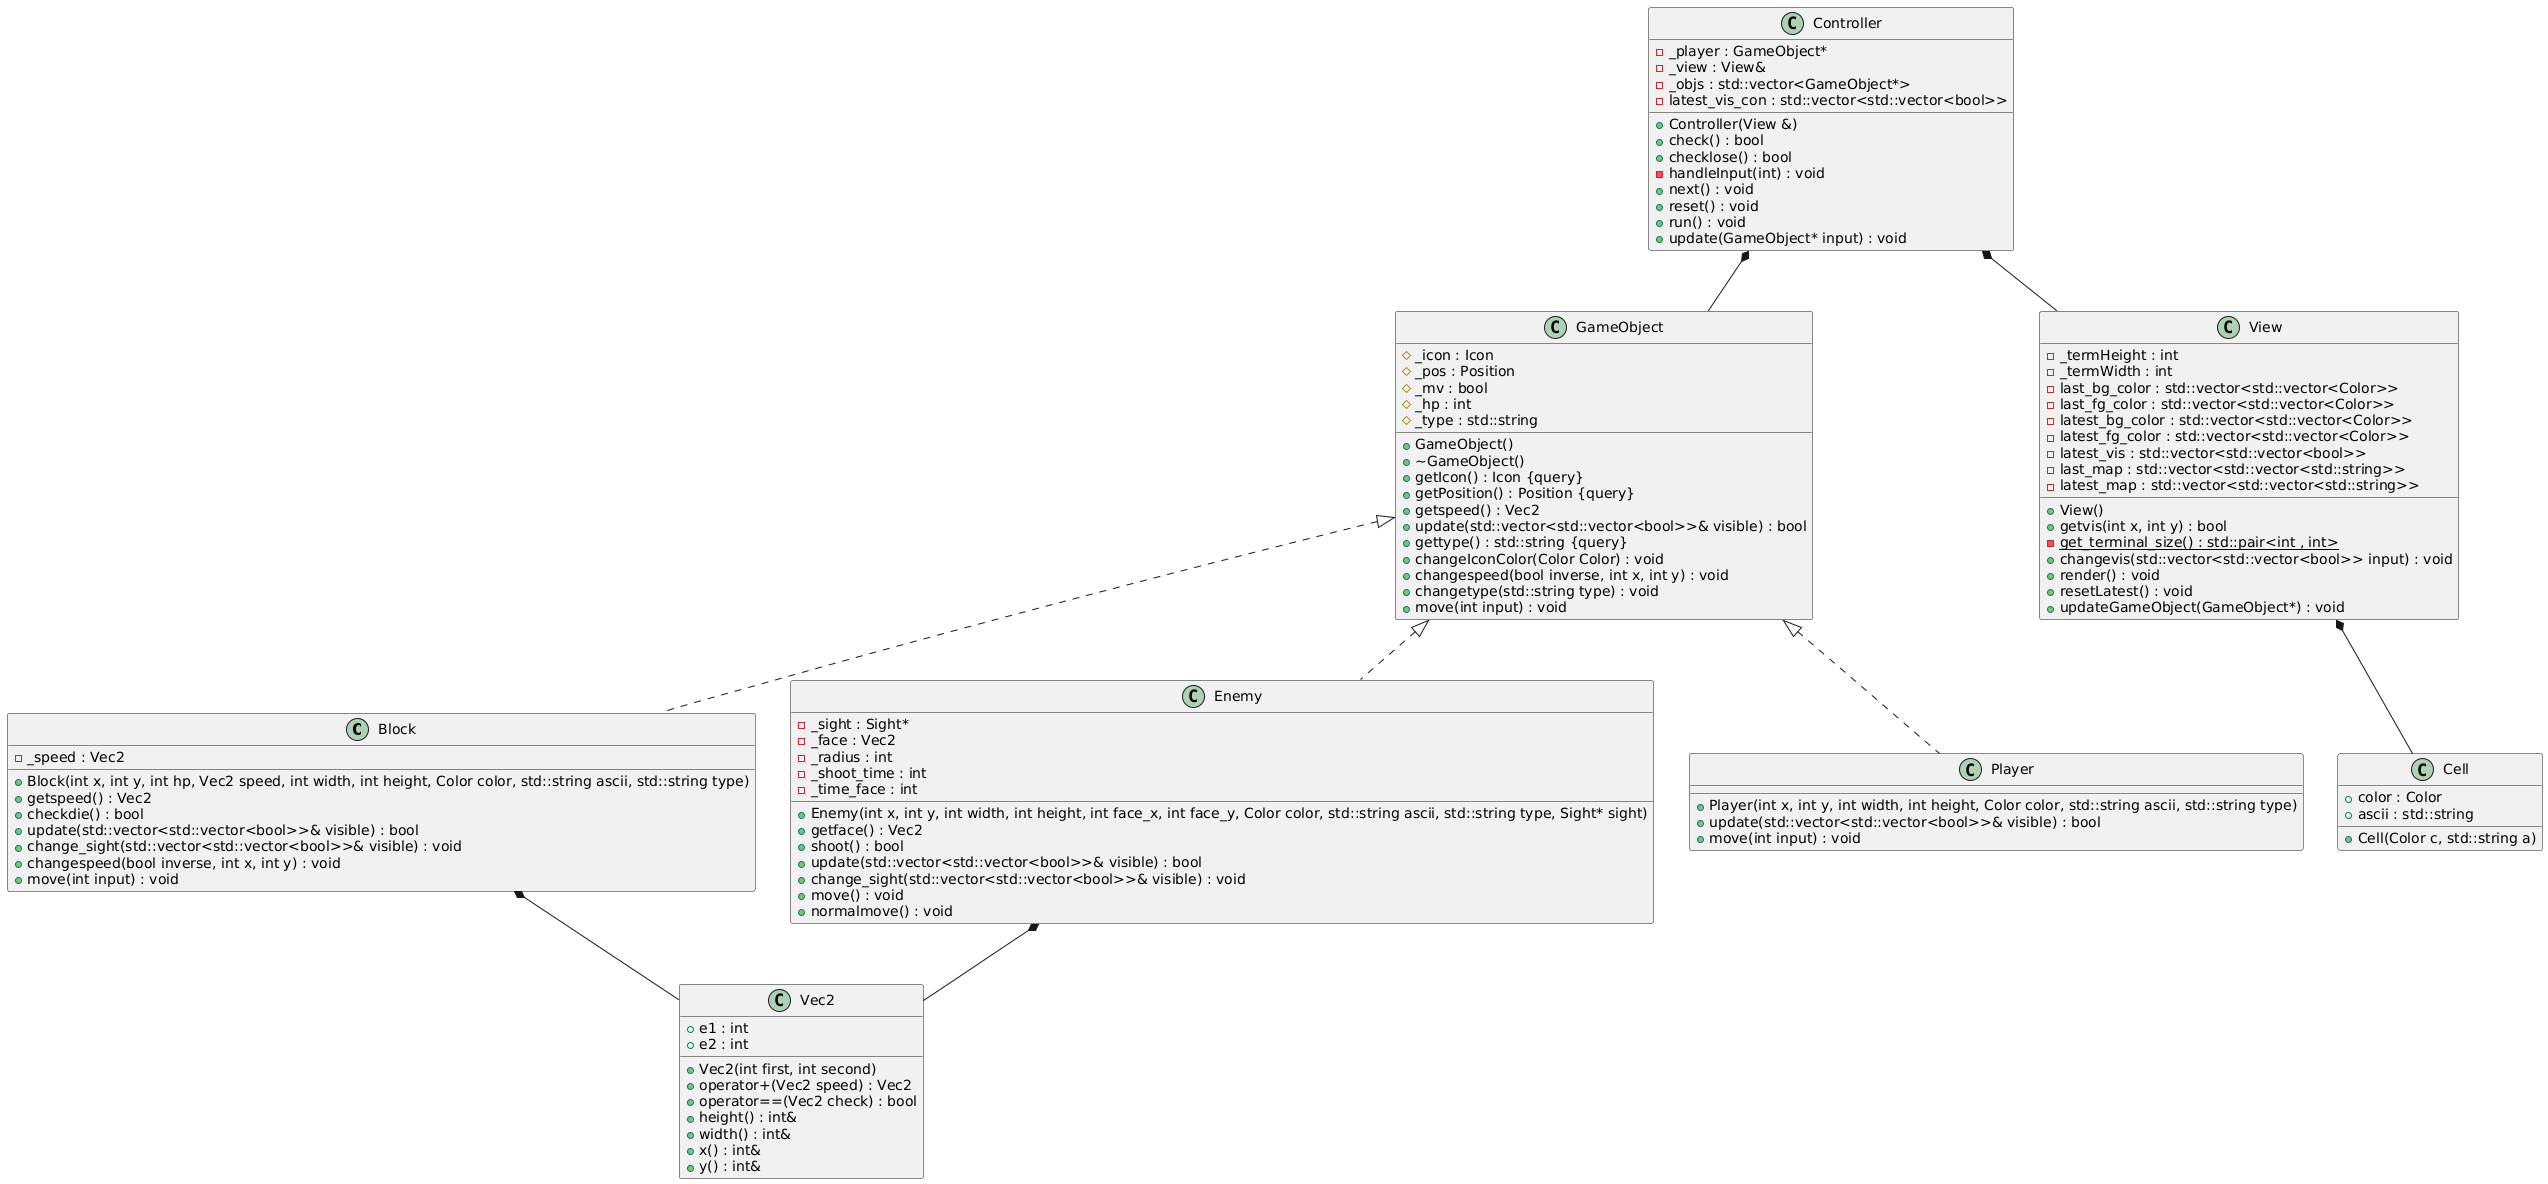 C Controller
_player : GameObject*
_view : View&
_objs : std::vector<GameObject*>
latest_vis_con : std::vector<std::vector<bool>>
Controller(View &)
check() : bool
checklose() : bool
handleInput(int) : void
next() : void
reset() : void
run() : void
update(GameObject* input) : void
C GameObject
_icon : Icon
_pos : Position
_mv : bool
_hp : int
_type : std::string
GameObject()
~GameObject()
getIcon() : Icon {query}
getPosition() : Position {query}
getspeed() : Vec2
update(std::vector<std::vector<bool>>& visible) : bool
gettype() : std::string {query}
changeIconColor(Color Color) : void
changespeed(bool inverse, int x, int y) : void
changetype(std::string type) : void
move(int input) : void
C View
_termHeight : int
_termWidth : int
last_bg_color : std::vector<std::vector<Color>>
last_fg_color : std::vector<std::vector<Color>>
latest_bg_color : std::vector<std::vector<Color>>
latest_fg_color : std::vector<std::vector<Color>>
latest_vis : std::vector<std::vector<bool>>
last_map : std::vector<std::vector<std::string>>
latest_map : std::vector<std::vector<std::string>>
View()
getvis(int x, int y) : bool
get_terminal_size() : std::pair<int , int>
changevis(std::vector<std::vector<bool>> input) : void
render() : void
resetLatest() : void
updateGameObject(GameObject*) : void
C Block
_speed : Vec2
Block(int x, int y, int hp, Vec2 speed, int width, int height, Color color, std::string ascii, std::string type)
getspeed() : Vec2
checkdie() : bool
update(std::vector<std::vector<bool>>& visible) : bool
change_sight(std::vector<std::vector<bool>>& visible) : void
changespeed(bool inverse, int x, int y) : void
move(int input) : void
C Enemy
_sight : Sight*
_face : Vec2
_radius : int
_shoot_time : int
_time_face : int
Enemy(int x, int y, int width, int height, int face_x, int face_y, Color color, std::string ascii, std::string type, Sight* sight)
getface() : Vec2
shoot() : bool
update(std::vector<std::vector<bool>>& visible) : bool
change_sight(std::vector<std::vector<bool>>& visible) : void
move() : void
normalmove() : void
C Player
Player(int x, int y, int width, int height, Color color, std::string ascii, std::string type)
update(std::vector<std::vector<bool>>& visible) : bool
move(int input) : void
C Cell
color : Color
ascii : std::string
Cell(Color c, std::string a)
C Vec2
e1 : int
e2 : int
Vec2(int first, int second)
operator+(Vec2 speed) : Vec2
operator==(Vec2 check) : bool
height() : int&
width() : int&
x() : int&
y() : int&